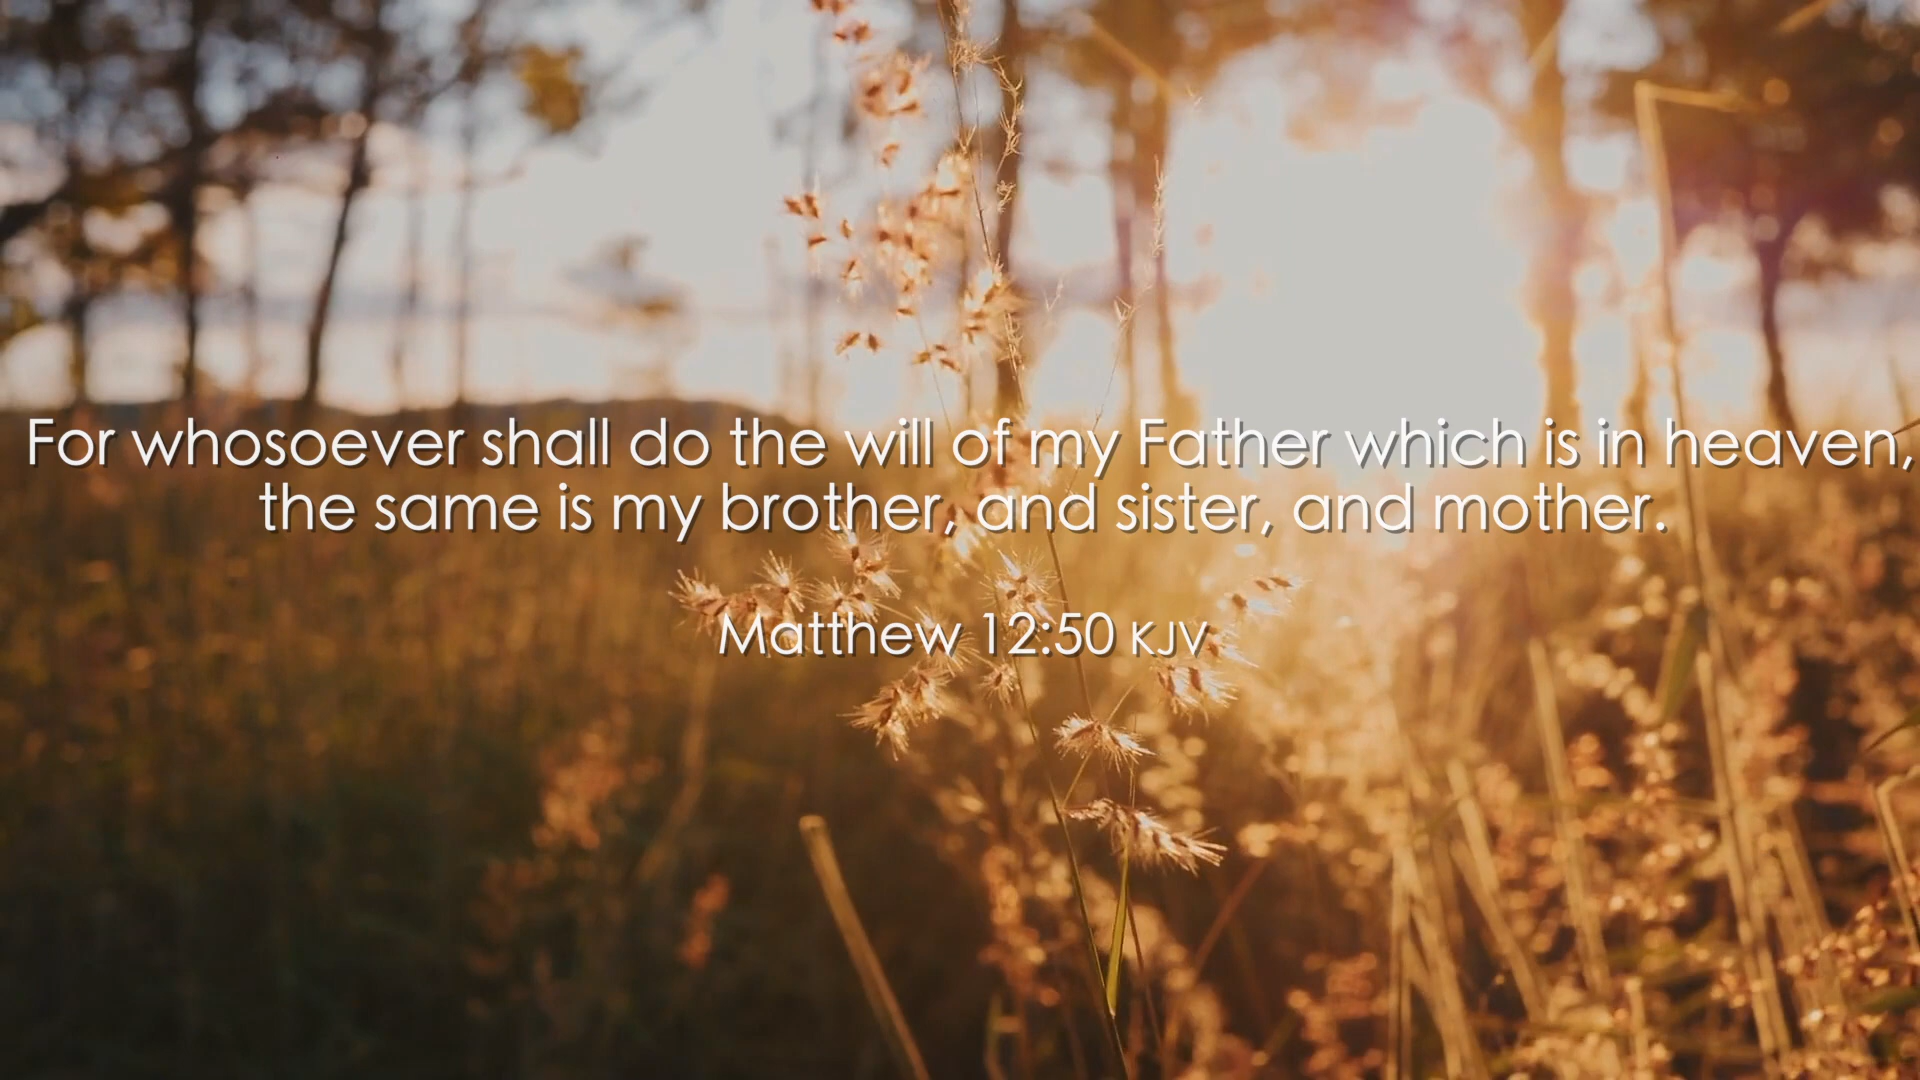 For whosoever shall do the will of my Father which is in heaven,
the same is my brother, and sister, and mother.
Matthew 12:50 KJV